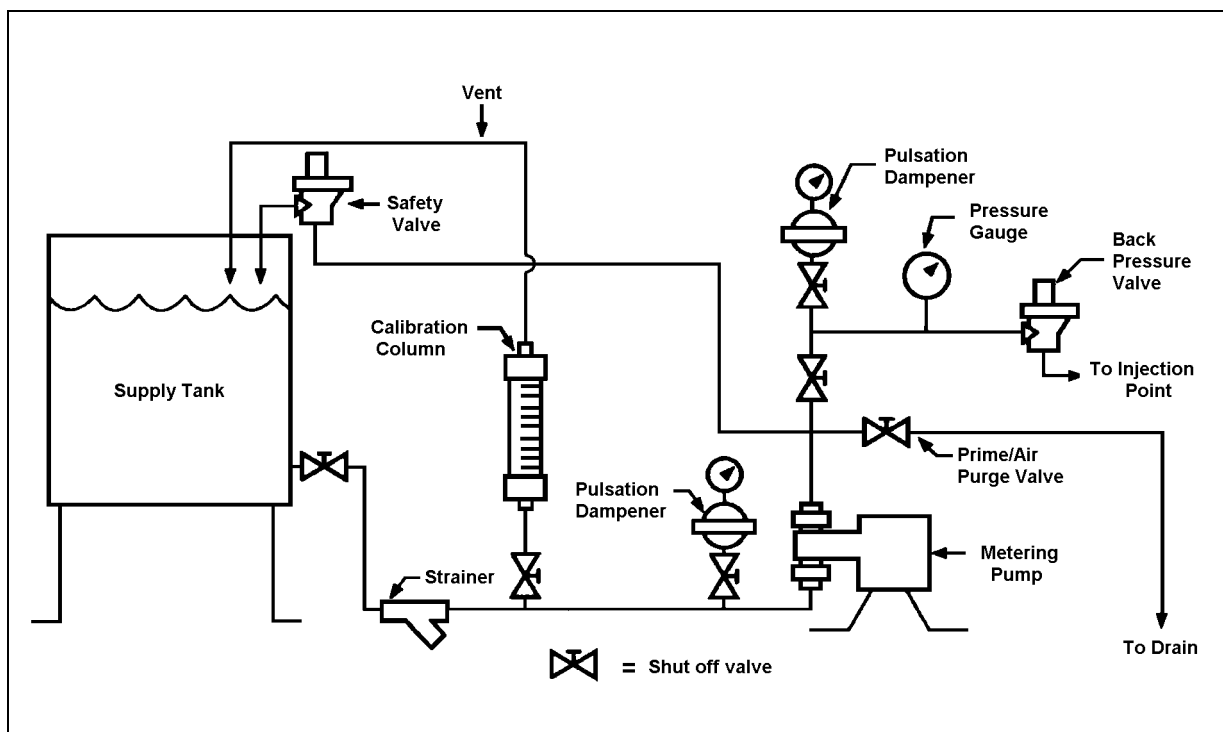 Vent
Safety
Valve
Pulsation
Dampener
Pressure
Gauge
Back
Pressure
Valve
Calibration
Column
Supply Tank
To Injection
Point
Prime/Air
Purge Valve
Pulsation
Dampener
Metering
Pump
Strainer
To Drain
= Shut off valve